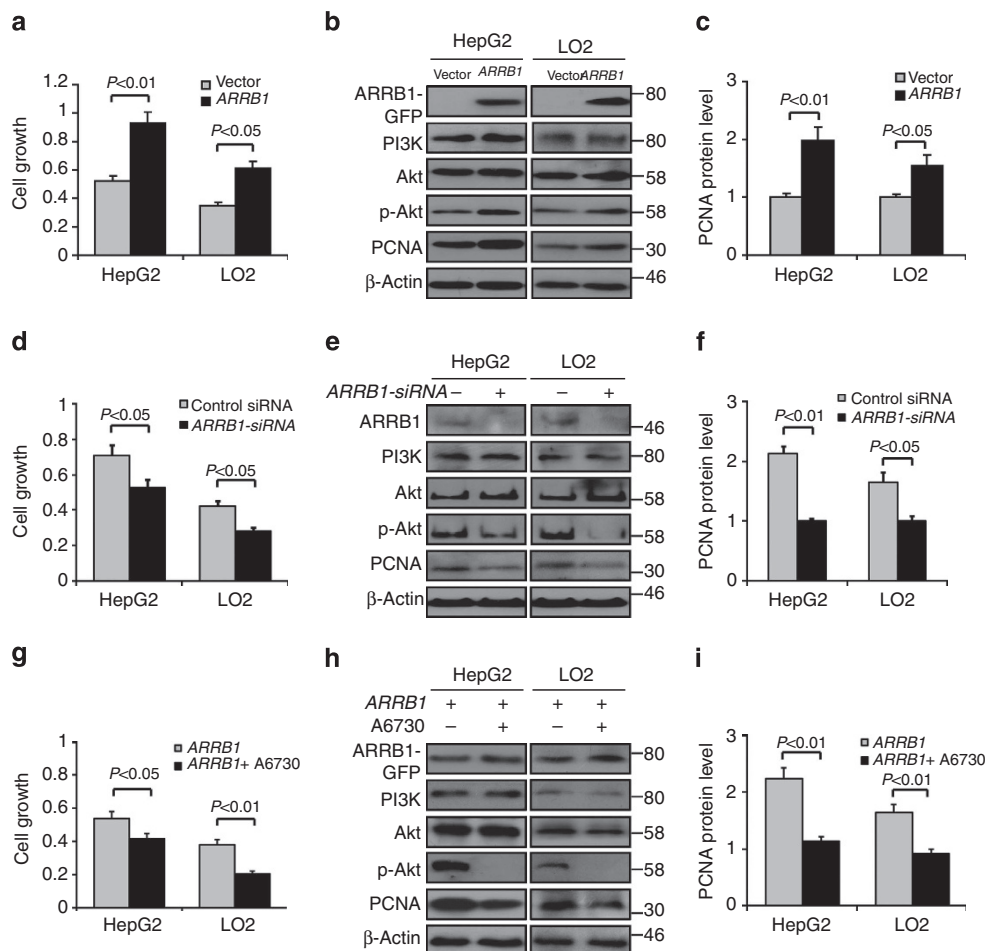 a
Vector
ARRB1
P<0.01
P<0.05
1.2
1
0.8
0.6
0.4
0.2
0
Cell growth
HepG2 LO2
b
HepG2 LO2
Vector ARRB1 Vector ARRB1
ARRB1-GFP 80
PI3K 80
Akt 58
p-Akt 58
PCNA 30
β-Actin 46
c
Vector
ARRB1
P<0.01
P<0.05
3
2
1
0
PCNA protein level
HepG2 LO2
d
Control siRNA
ARRB1-siRNA
P<0.05
P<0.05
1
0.8
0.6
0.4
0.2
0
Cell growth
HepG2 LO2
e
HepG2 LO2
ARRB1-siRNA − + − +
ARRB1 46
PI3K 80
Akt 58
p-Akt 58
PCNA 30
β-Actin 46
f
Control siRNA
ARRB1-siRNA
P<0.01
P<0.05
3
2
1
0
PCNA protein level
HepG2 LO2
g
ARRB1
ARRB1+ A6730
P<0.05
P<0.01
1
0.8
0.6
0.4
0.2
0
Cell growth
HepG2 LO2
h
HepG2 LO2
ARRB1 + + + +
A6730 − + − +
ARRB1-GFP 80
PI3K 80
Akt 58
p-Akt 58
PCNA 30
β-Actin 46
i
ARRB1
ARRB1+ A6730
P<0.01
P<0.01
3
2
1
0
PCNA protein level
HepG2 LO2